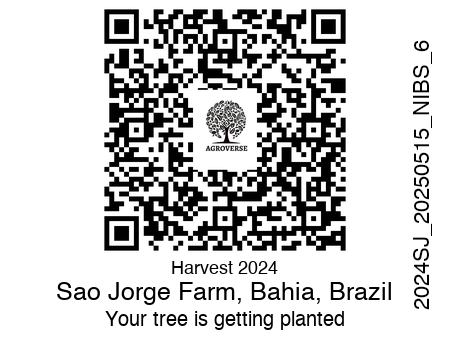 AGROVERSE
Harvest 2024
Sao Jorge Farm, Bahia, Brazil
Your tree is getting planted
2024SJ_20250515_NIBS_6